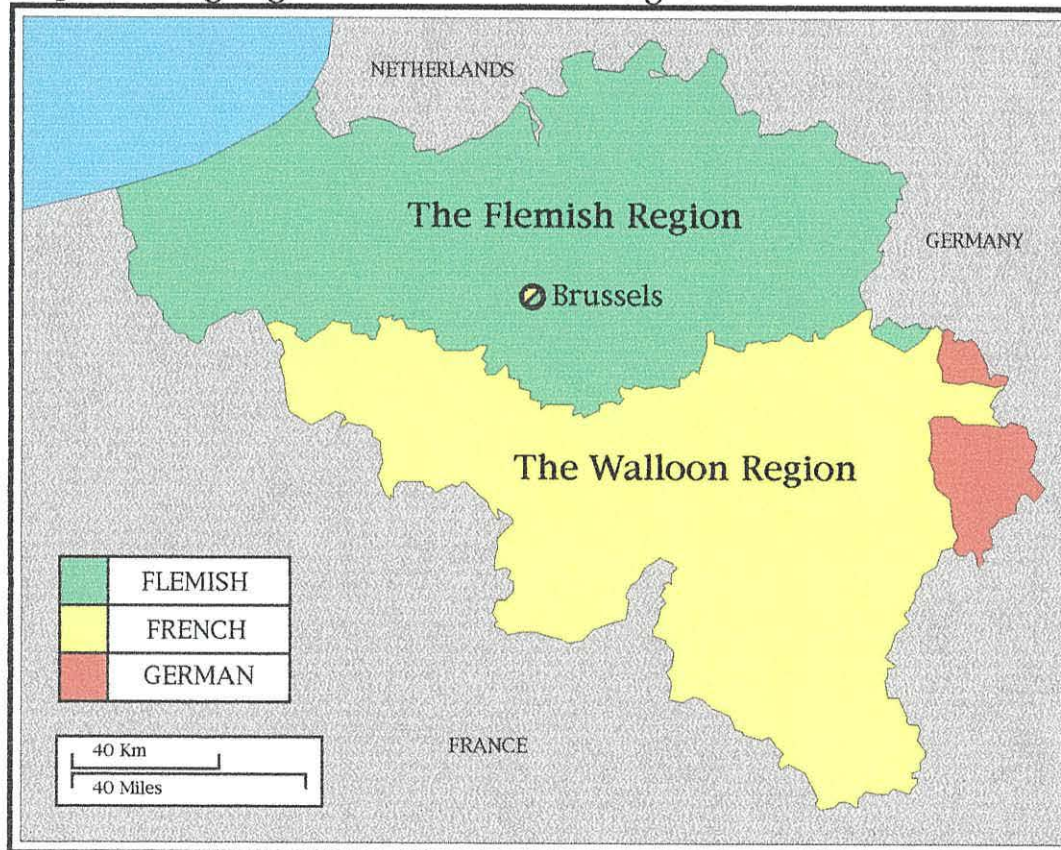 NETHERLANDS
The Flemish Region
GERMANY
Brussels
The Walloon Region
FLEMISH
FRENCH
GERMAN
40 Km
40 Miles
FRANCE